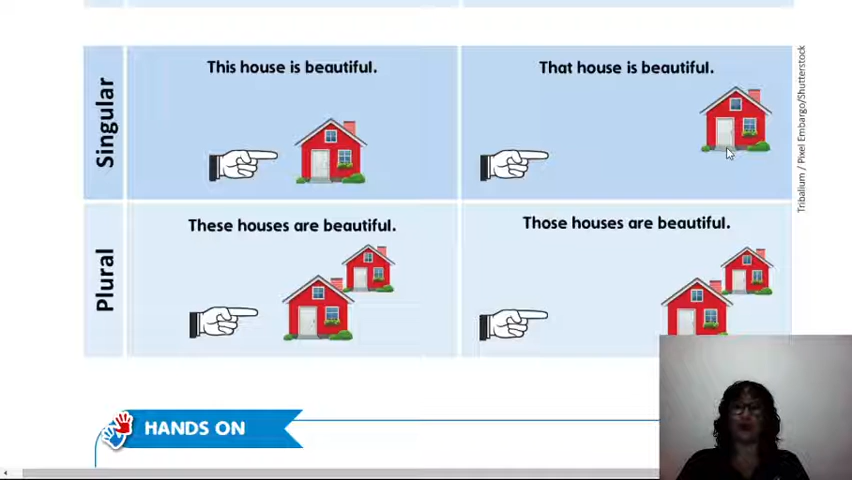 Singular
This house is beautiful.
That house is beautiful.
Plural
These houses are beautiful.
Those houses are beautiful.
Tribalium / Pixel Embargo/Shutterstock
HANDS ON